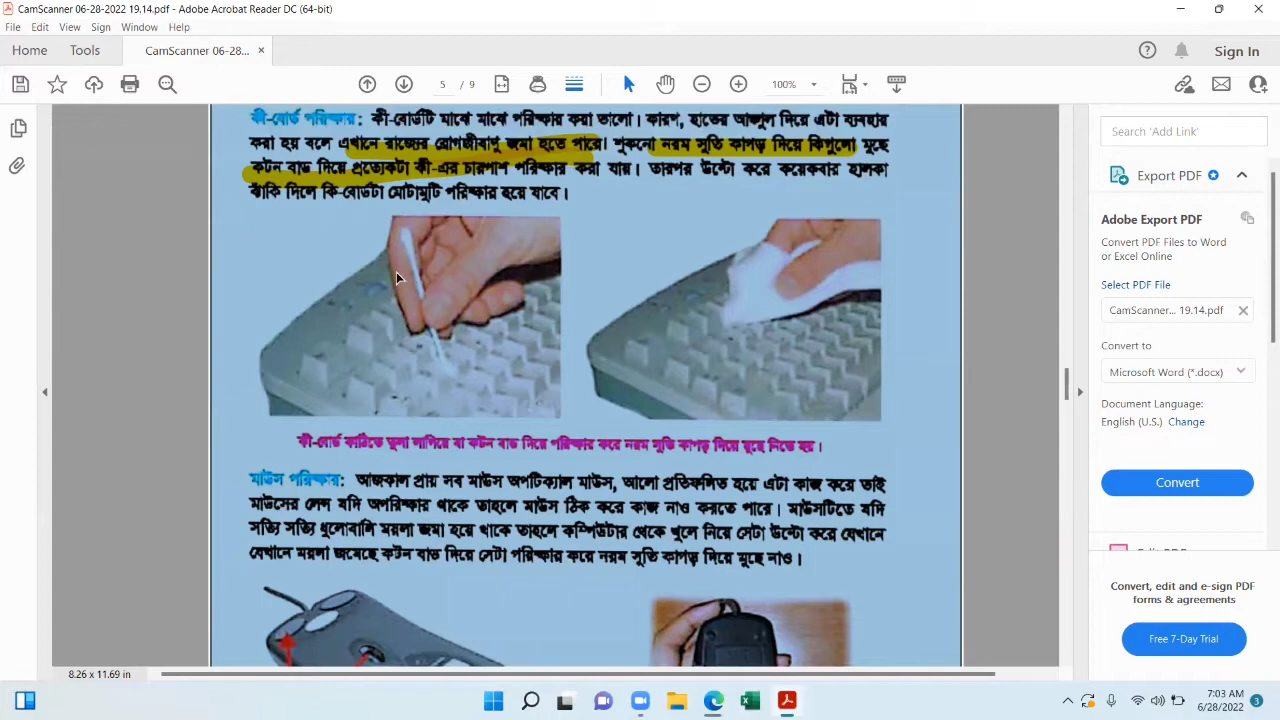 CamScanner 06-28-2022 19.14.pdf - Adobe Acrobat Reader DC (64-bit)
File Edit View Sign Window Help
Home Tools CamScanner 06-28... ×
Sign In
5 / 9 100%
কী-বোর্ড পরিষ্কার: কী-বোর্ডটি মাঝে মাঝে পরিষ্কার করা ভালো। কারণ, হাতের আঙ্গুল দিয়ে এটা ব্যবহার
করা হয় বলে এখানে রাজ্যের রোগজীবাণু জমা হতে পারে। শুকনো নরম সুতি কাপড় দিয়ে কিগুলো মুছে
কটন বাড দিয়ে প্রত্যেকটা কী-এর চারপাশ পরিষ্কার করা যায়। তারপর উল্টো করে কয়েকবার হালকা
ঝাঁকি দিলে কি-বোর্ডটা মোটামুটি পরিষ্কার হয়ে যাবে।
কী-বোর্ড কাঠিতে তুলা লাগিয়ে বা কটন বাড দিয়ে পরিষ্কার করে নরম সুতি কাপড় দিয়ে মুছে নিতে হয়।
মাউস পরিষ্কার: আজকাল প্রায় সব মাউস অপটিক্যাল মাউস, আলো প্রতিফলিত হয়ে এটা কাজ করে তাই
মাউসের লেন্স যদি অপরিষ্কার থাকে তাহলে মাউস ঠিক করে কাজ নাও করতে পারে। মাউসটিতে যদি
সত্যি সত্যি ধুলোবালি ময়লা জমা হয়ে থাকে তাহলে কম্পিউটার থেকে খুলে নিয়ে সেটা উল্টো করে যেখানে
যেখানে ময়লা জমেছে কটন বাড দিয়ে সেটা পরিষ্কার করে নরম সুতি কাপড় দিয়ে মুছে নাও।
8.26 x 11.69 in
Search 'Add Link'
Export PDF
Adobe Export PDF
Convert PDF Files to Word
or Excel Online
Select PDF File
CamScanner... 19.14.pdf
Convert to
Microsoft Word (*.docx)
Document Language:
English (U.S.) Change
Convert
Convert, edit and e-sign PDF
forms & agreements
Free 7-Day Trial
7:03 AM
6/28/2022
3